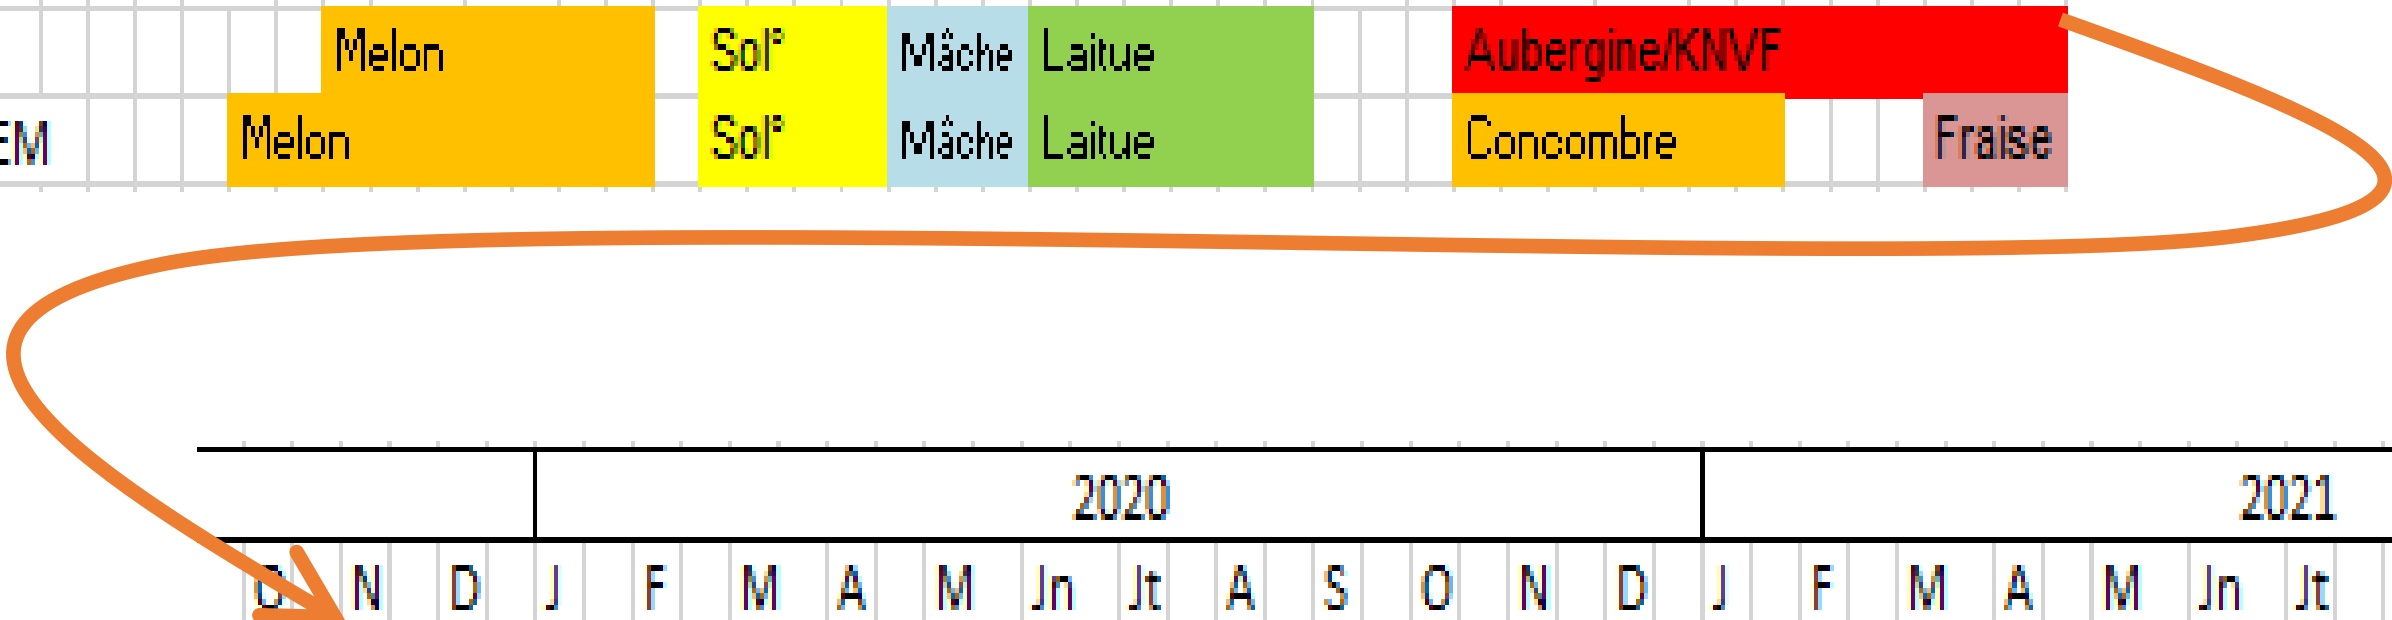 Melon Sol° Mâche Laitue Aubergine/KNVF
EM Melon Sol° Mâche Laitue Concombre Fraise
2020 2021
O N D J F M A M Jn Jt A S O N D J F M A M Jn Jt